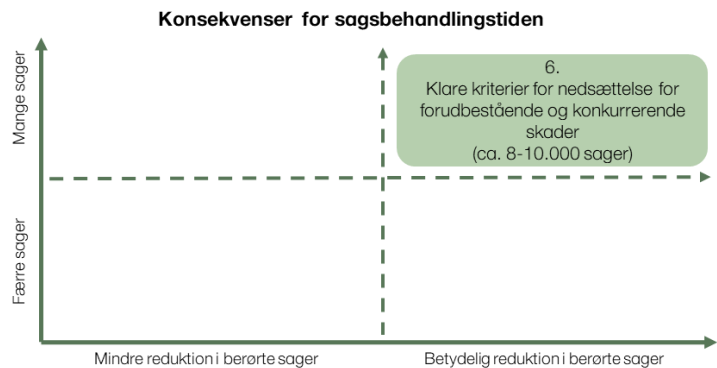 Konsekvenser for sagsbehandlingstiden
Mange sager
6.
Klare kriterier for nedsættelse for
forudbestående og konkurrerende
skader
(ca. 8-10.000 sager)
Færre sager
Mindre reduktion i berørte sager
Betydelig reduktion i berørte sager